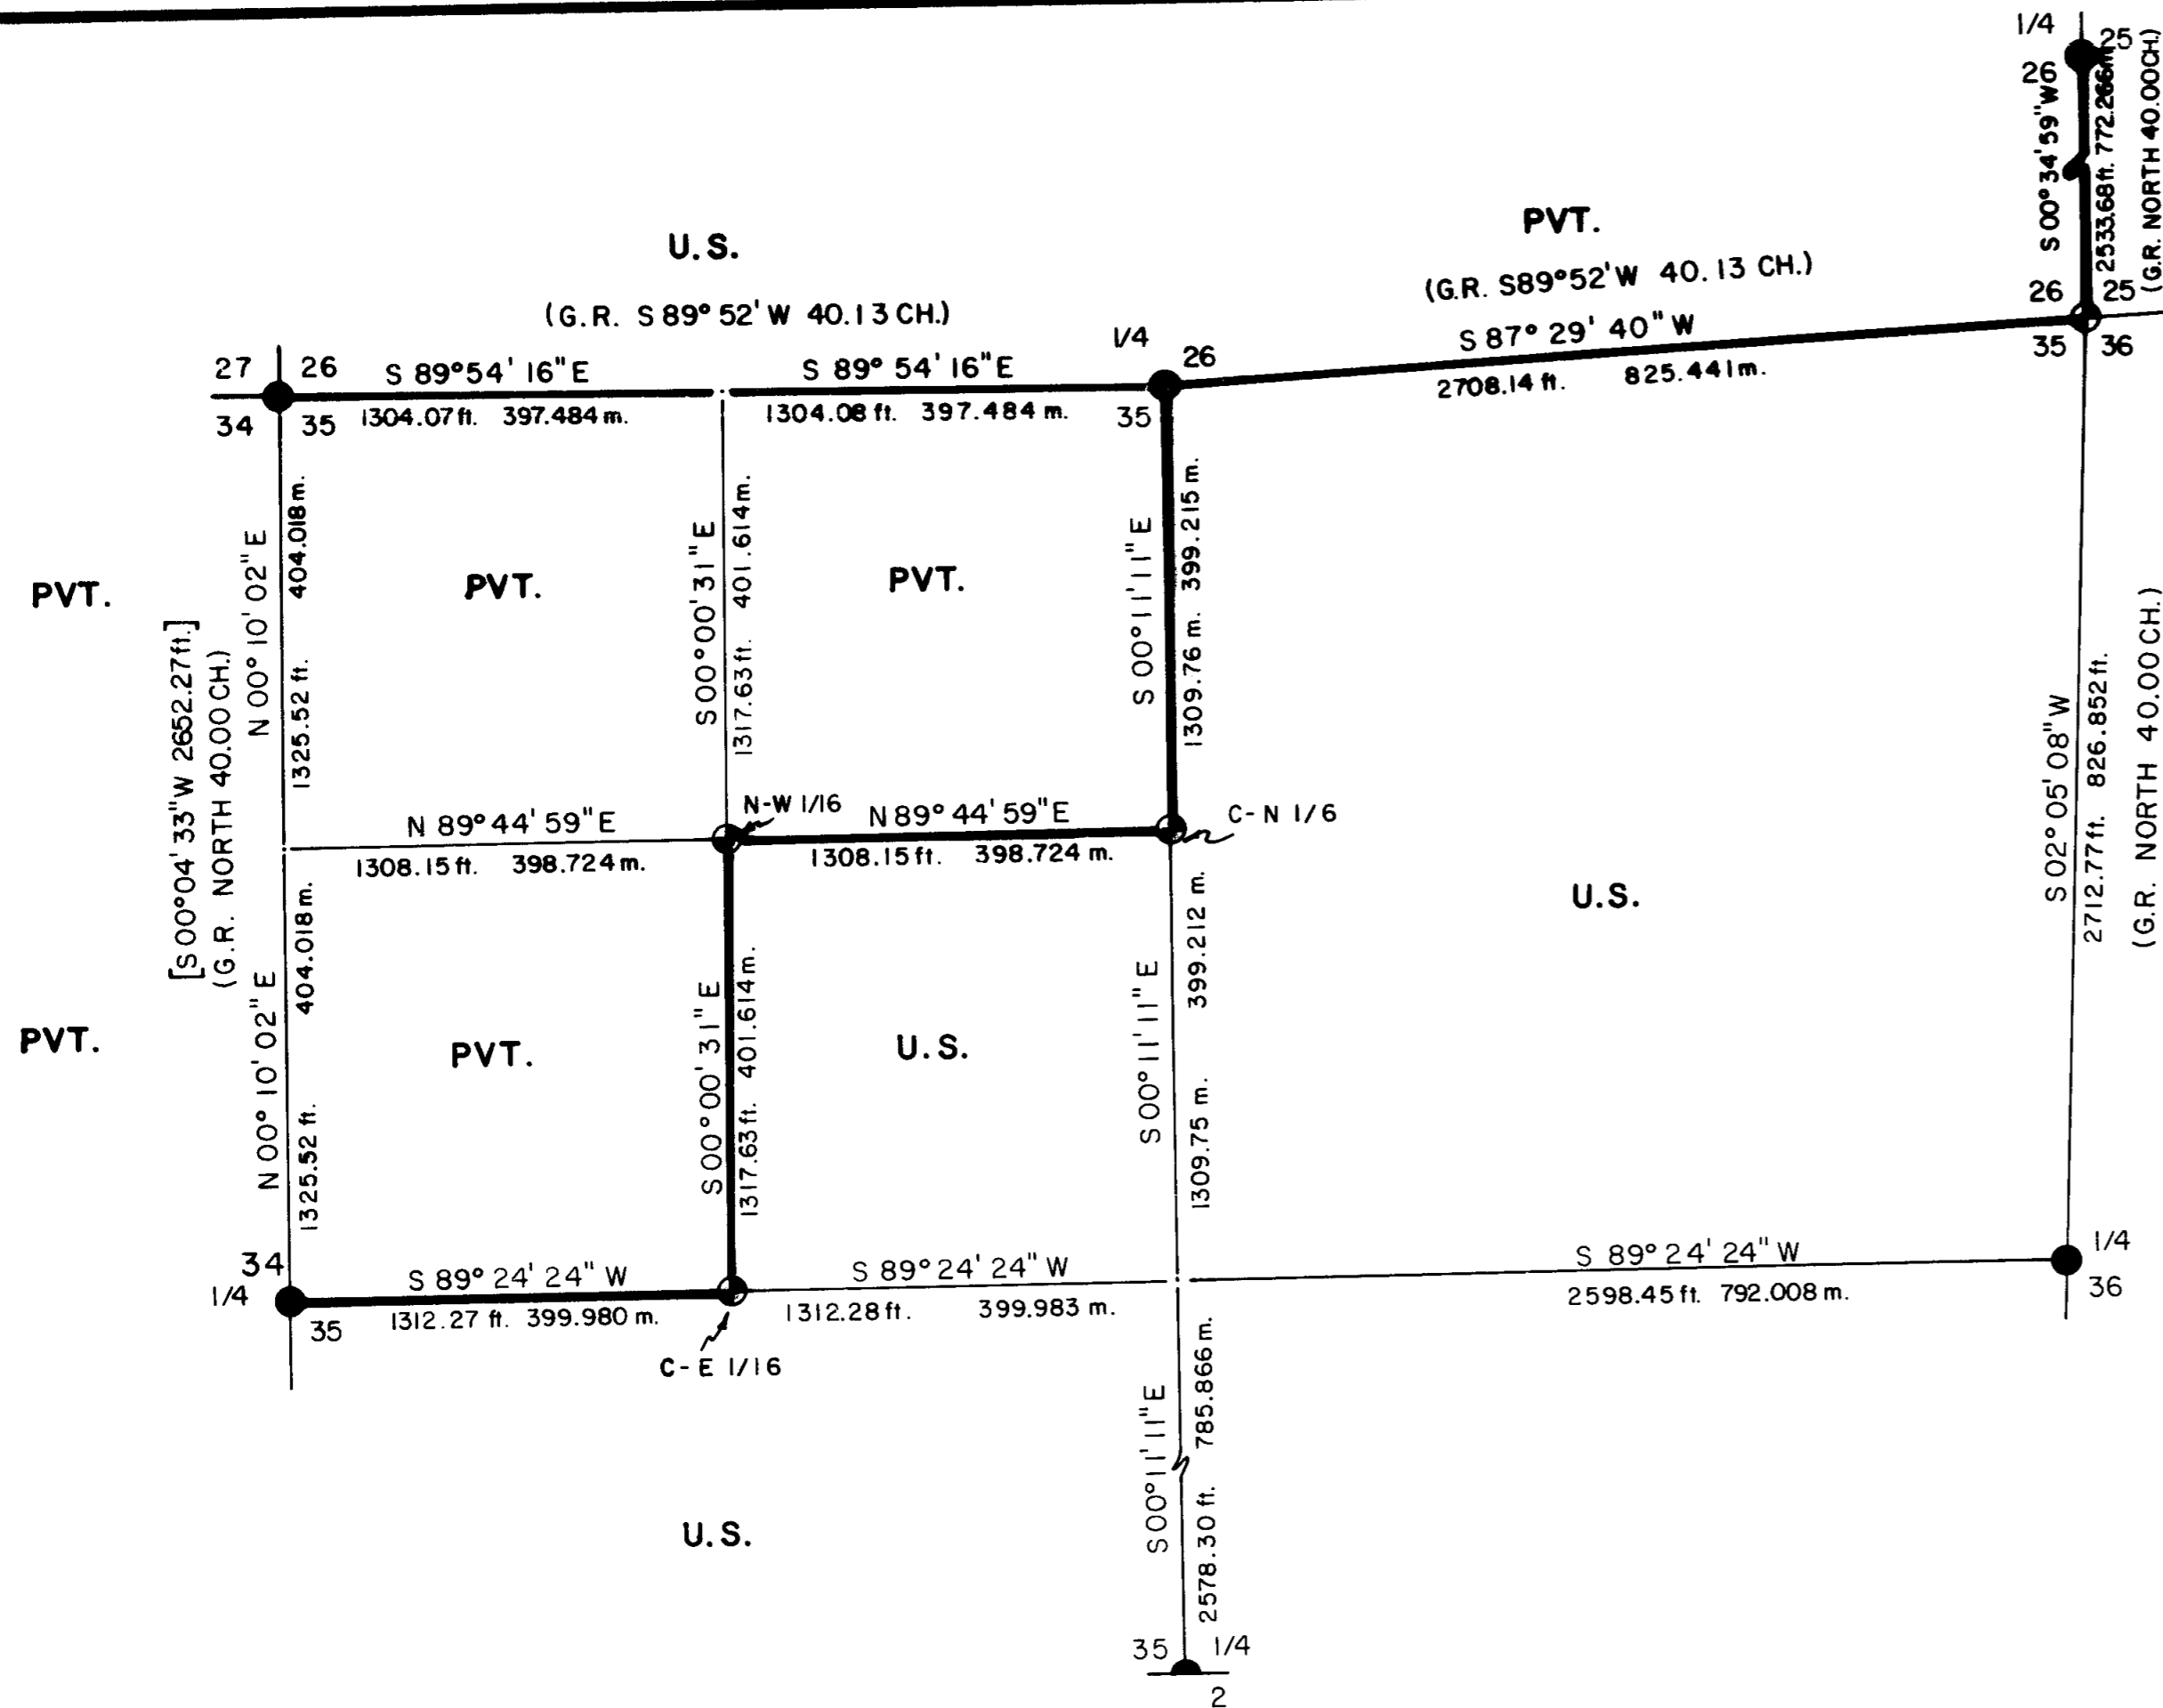 1/4
25
26
S 00° 34' 59" W
2533.68 ft. 772.266 m.
(G.R. NORTH 40.00 CH.)
PVT.
U.S.
(G.R. S 89° 52' W 40.13 CH.)
(G.R. S89°52' W 40.13 CH.)
26 25
35 36
S 87° 29' 40" W
2708.14 ft. 825.441 m.
1/4
26
35
27 26
34 35
S 89° 54' 16" E
1304.07 ft. 397.484 m.
S 89° 54' 16" E
1304.08 ft. 397.484 m.
N 00° 10' 02" E
1325.52 ft. 404.018 m.
S 00° 00' 31" E
1317.63 ft. 401.614 m.
S 00° 11' 11" E
1309.76 m. 399.215 m.
PVT.
PVT.
PVT.
[S 00° 04' 33" W 2652.27 ft.]
(G.R. NORTH 40.00 CH.)
S 02° 05' 08" W
2712.77 ft. 826.852 ft.
(G.R. NORTH 40.00 CH.)
N 89° 44' 59" E
1308.15 ft. 398.724 m.
N-W 1/16
N 89° 44' 59" E
1308.15 ft. 398.724 m.
C-N 1/6
U.S.
N 00° 10' 02" E
1325.52 ft. 404.018 m.
S 00° 00' 31" E
1317.63 ft. 401.614 m.
S 00° 11' 11" E
1309.75 m. 399.212 m.
PVT.
PVT.
U.S.
34
1/4
35
S 89° 24' 24" W
1312.27 ft. 399.980 m.
C-E 1/16
S 89° 24' 24" W
1312.28 ft. 399.983 m.
S 89° 24' 24" W
2598.45 ft. 792.008 m.
1/4
36
S 00° 11' 11" E
2578.30 ft. 785.866 m.
U.S.
35 1/4
2